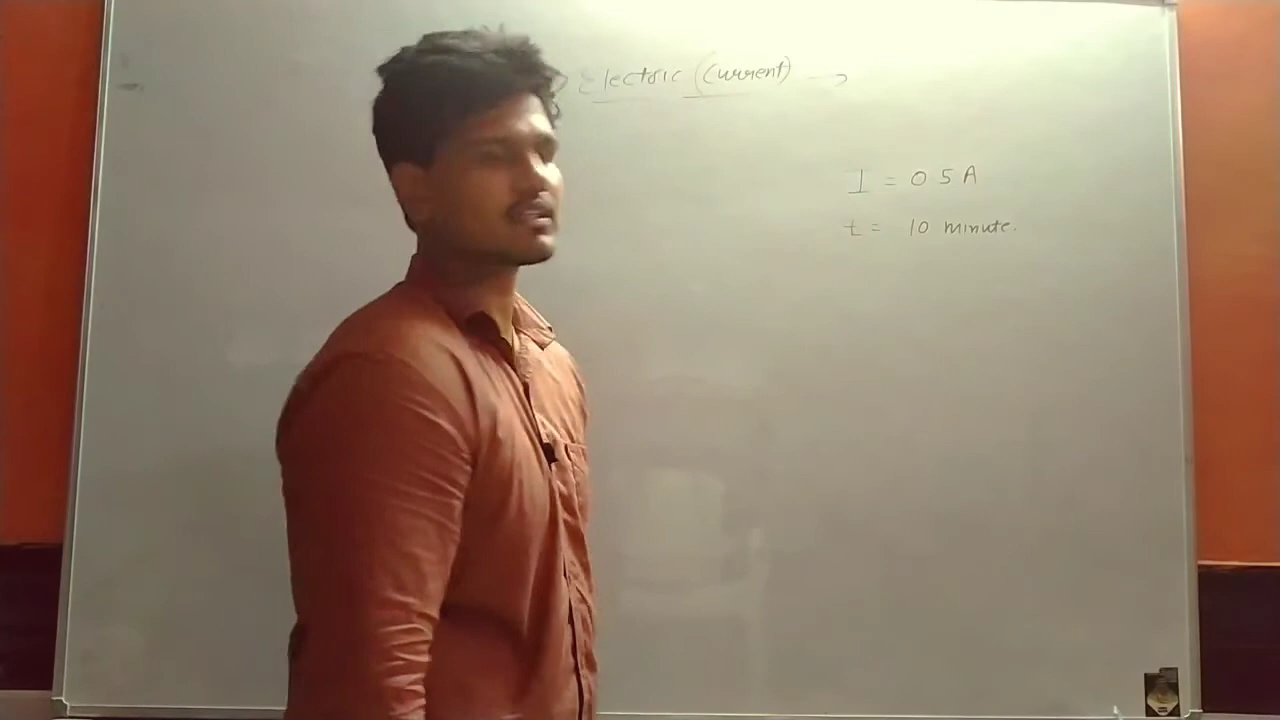 Electric (Current) →
I = 0.5 A
t = 10 minute.